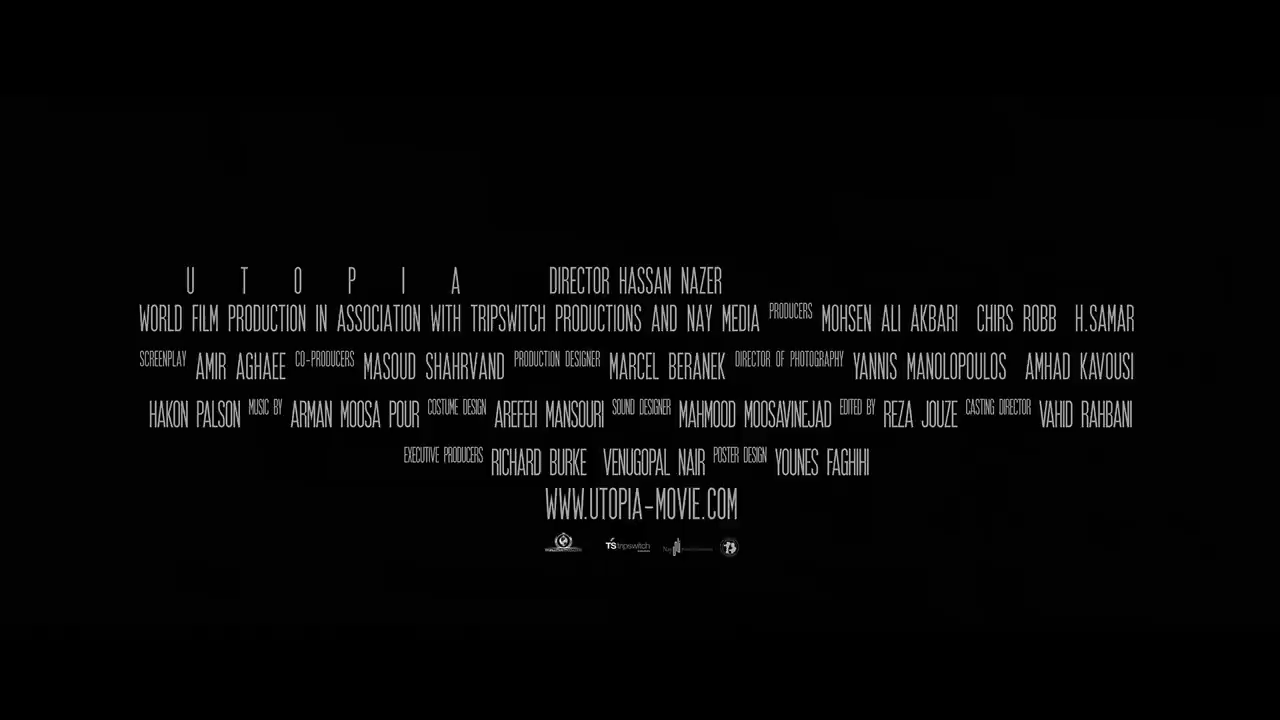 U T O P I A DIRECTOR HASSAN NAZER
WORLD FILM PRODUCTION IN ASSOCIATION WITH TRIPSWITCH PRODUCTIONS AND NAY MEDIA PRODUCERS MOHSEN ALI AKBARI CHIRS ROBB H.SAMAR
SCREENPLAY AMIR AGHAEE CO-PRODUCERS MASOUD SHAHRVAND PRODUCTION DESIGNER MARCEL BERANEK DIRECTOR OF PHOTOGRAPHY YANNIS MANOLOPOULOS AMHAD KAVOUSI
HAKON PALSON MUSIC BY ARMAN MOOSA POUR COSTUME DESIGN AREFEH MANSOURI SOUND DESIGNER MAHMOOD MOOSAVINEJAD EDITED BY REZA JOUZE CASTING DIRECTOR VAHID RAHBANI
EXECUTIVE PRODUCERS RICHARD BURKE VENUGOPAL NAIR POSTER DESIGN YOUNES FAGHIHI
WWW.UTOPIA-MOVIE.COM
TS tripswitch Nay